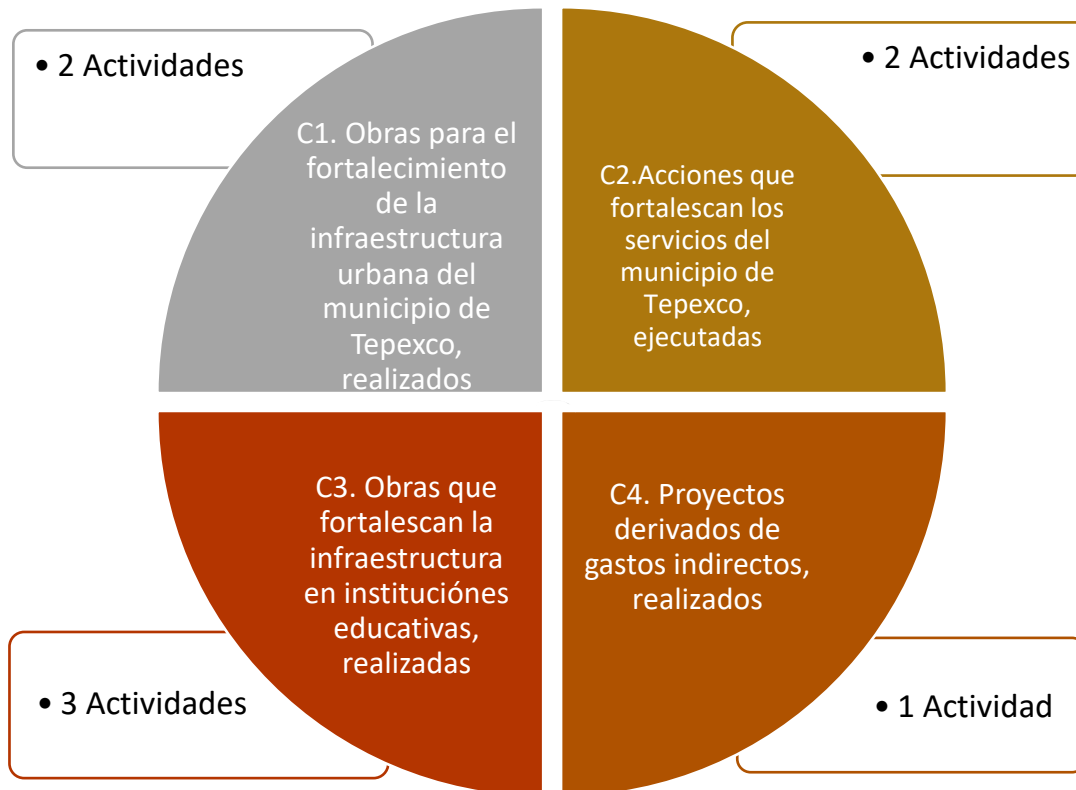 • 2 Actividades
C1. Obras para el
fortalecimiento
de la
infraestructura
urbana del
municipio de
Tepexco,
realizados
• 2 Actividades
C2.Acciones que
fortalescan los
servicios del
municipio de
Tepexco,
ejecutadas
C3. Obras que
fortalescan la
infraestructura
en instituciónes
educativas,
realizadas
• 3 Actividades
C4. Proyectos
derivados de
gastos indirectos,
realizados
• 1 Actividad